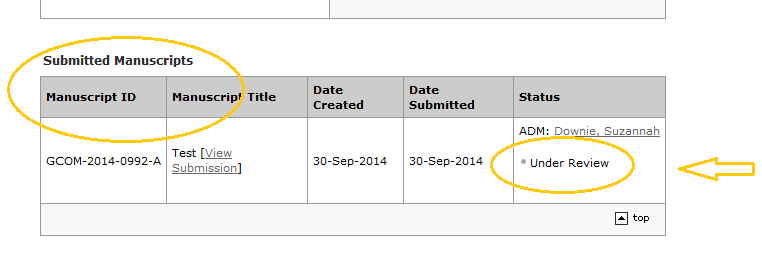 Submitted Manuscripts
Manuscript ID
Manuscript Title
Date
Created
Date
Submitted
Status
GCOM-2014-0992-A
Test [View
Submission]
30-Sep-2014
30-Sep-2014
ADM: Downie, Suzannah
Under Review
top